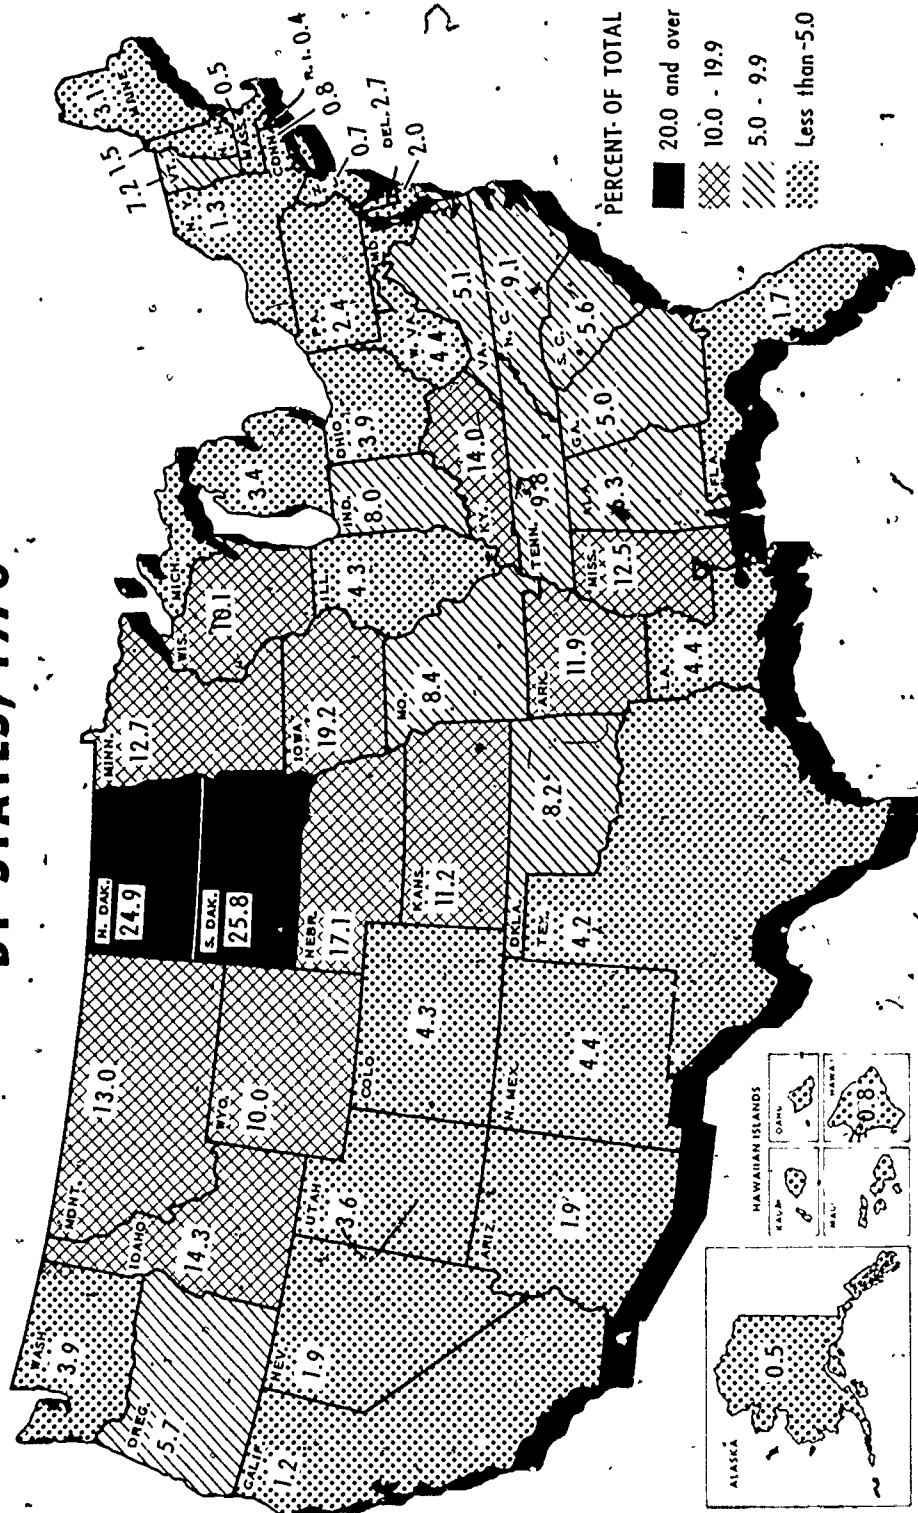 BY STATES, 1970
WASH.
3.9
OREG.
5.7
CALIF.
1.2
NEV.
1.9
IDAHO
14.3
MONT.
13.0
WYO.
10.0
UTAH
3.6
COLO.
4.3
ARIZ.
1.9
N. MEX.
4.4
N. DAK.
24.9
S. DAK.
25.8
NEBR.
17.1
KANS.
11.2
OKLA.
8.2
TEX.
4.2
MINN.
12.7
IOWA
19.2
MO.
8.4
ARK.
11.9
LA.
4.4
WIS.
10.1
ILL.
4.3
MICH.
3.4
IND.
8.0
OHIO
3.9
KY.
14.0
TENN.
9.8
MISS.
12.5
ALA.
GA.
5.0
FLA.
1.7
S. C.
5.6
N. C.
9.1
VA.
5.1
W. VA.
4.4
PA.
2.4
N. Y.
1.3
VT.
7.2
N. H.
1.5
MAINE
3.1
MASS.
0.5
R. I. 0.4
CONN.
0.8
N. J.
0.7
DEL. 2.7
MD.
2.0
ALASKA
0.5
HAWAIIAN ISLANDS
KAUAI
OAHU
MAUI
HAWAII
0.8
PERCENT OF TOTAL
20.0 and over
10.0 - 19.9
5.0 - 9.9
Less than 5.0